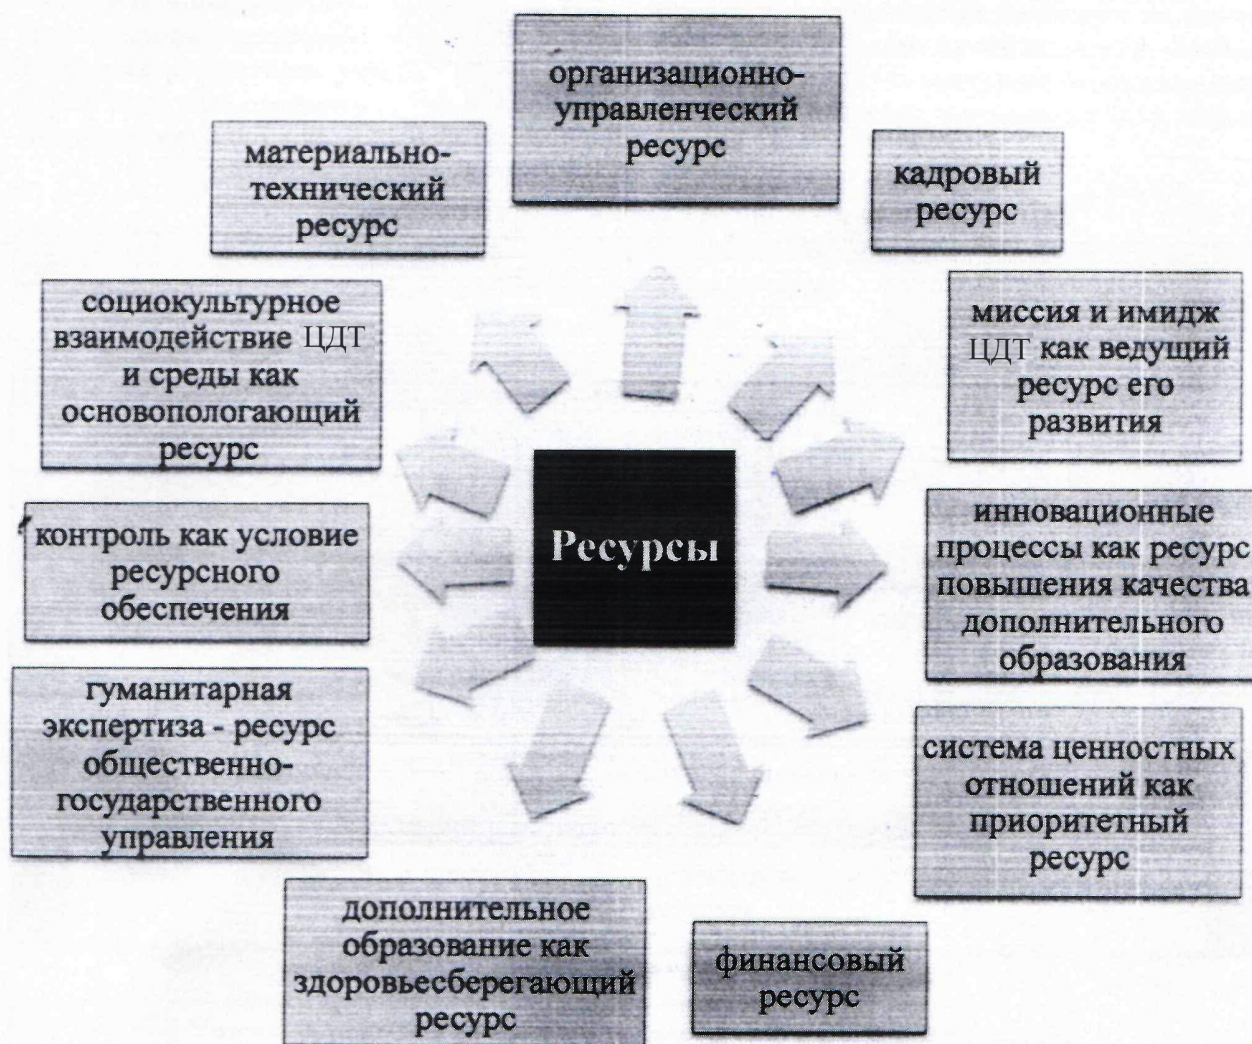 организационно-
управленческий
ресурс
материально-
технический
ресурс
кадровый
ресурс
социокультурное
взаимодействие ЦДТ
и среды как
основопологающий
ресурс
миссия и имидж
ЦДТ как ведущий
ресурс его
развития
Ресурсы
контроль как условие
ресурсного
обеспечения
инновационные
процессы как ресурс
повышения качества
дополнительного
образования
гуманитарная
экспертиза - ресурс
общественно-
государственного
управления
система ценностных
отношений как
приоритетный
ресурс
дополнительное
образование как
здоровьесберегающий
ресурс
финансовый
ресурс